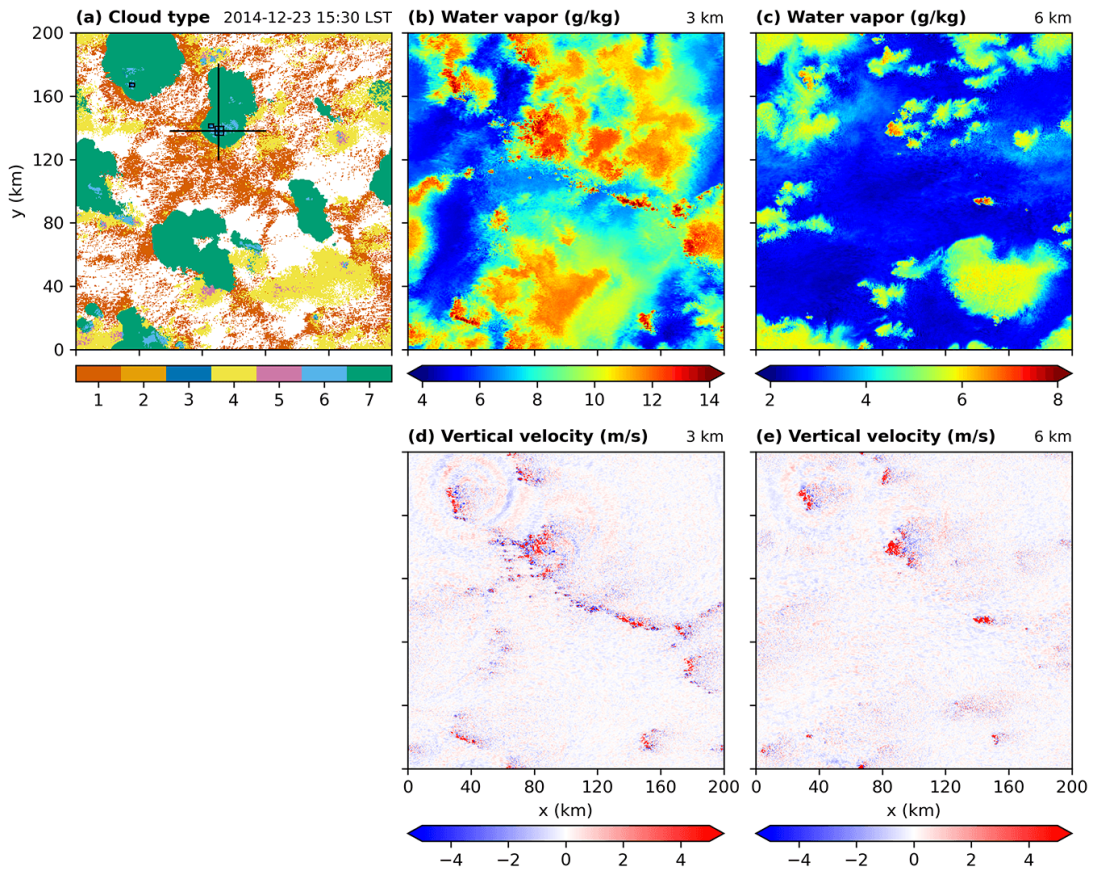 (a) Cloud type 2014-12-23 15:30 LST
(b) Water vapor (g/kg) 3 km
(c) Water vapor (g/kg) 6 km
200
160
120
80
40
0
y (km)
1 2 3 4 5 6 7
4 6 8 10 12 14
2 4 6 8
(d) Vertical velocity (m/s) 3 km
(e) Vertical velocity (m/s) 6 km
0 40 80 120 160 200
0 40 80 120 160 200
x (km)
x (km)
−4 −2 0 2 4
−4 −2 0 2 4